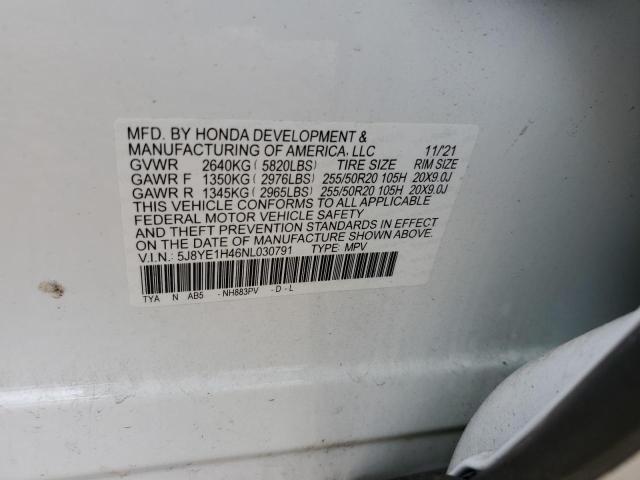 MFD. BY HONDA DEVELOPMENT &
MANUFACTURING OF AMERICA, LLC 11/21
GVWR 2640KG (5820LBS) TIRE SIZE RIM SIZE
GAWR F 1350KG (2976LBS) 255/50R20 105H 20X9.0J
GAWR R 1345KG (2965LBS) 255/50R20 105H 20X9.0J
THIS VEHICLE CONFORMS TO ALL APPLICABLE
FEDERAL MOTOR VEHICLE SAFETY
AND THEFT PREVENTION STANDARDS IN EFFECT
ON THE DATE OF MANUFACTURE SHOWN ABOVE.
V.I.N.: 5J8YE1H46NL030791 TYPE: MPV
TYA N AB5 - NH883PV - D - L